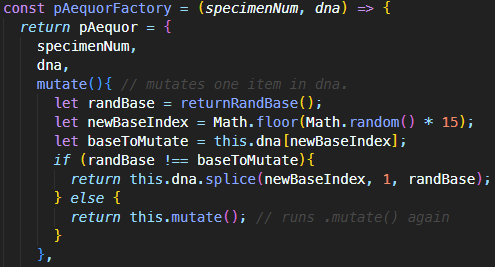 const pAequorFactory = (specimenNum, dna) => {
  return pAequor = {
    specimenNum,
    dna,
    mutate(){ // mutates one item in dna.
      let randBase = returnRandBase();
      let newBaseIndex = Math.floor(Math.random() * 15);
      let baseToMutate = this.dna[newBaseIndex];
      if (randBase !== baseToMutate){
        return this.dna.splice(newBaseIndex, 1, randBase);
      } else {
        return this.mutate(); // runs .mutate() again
      }
    },